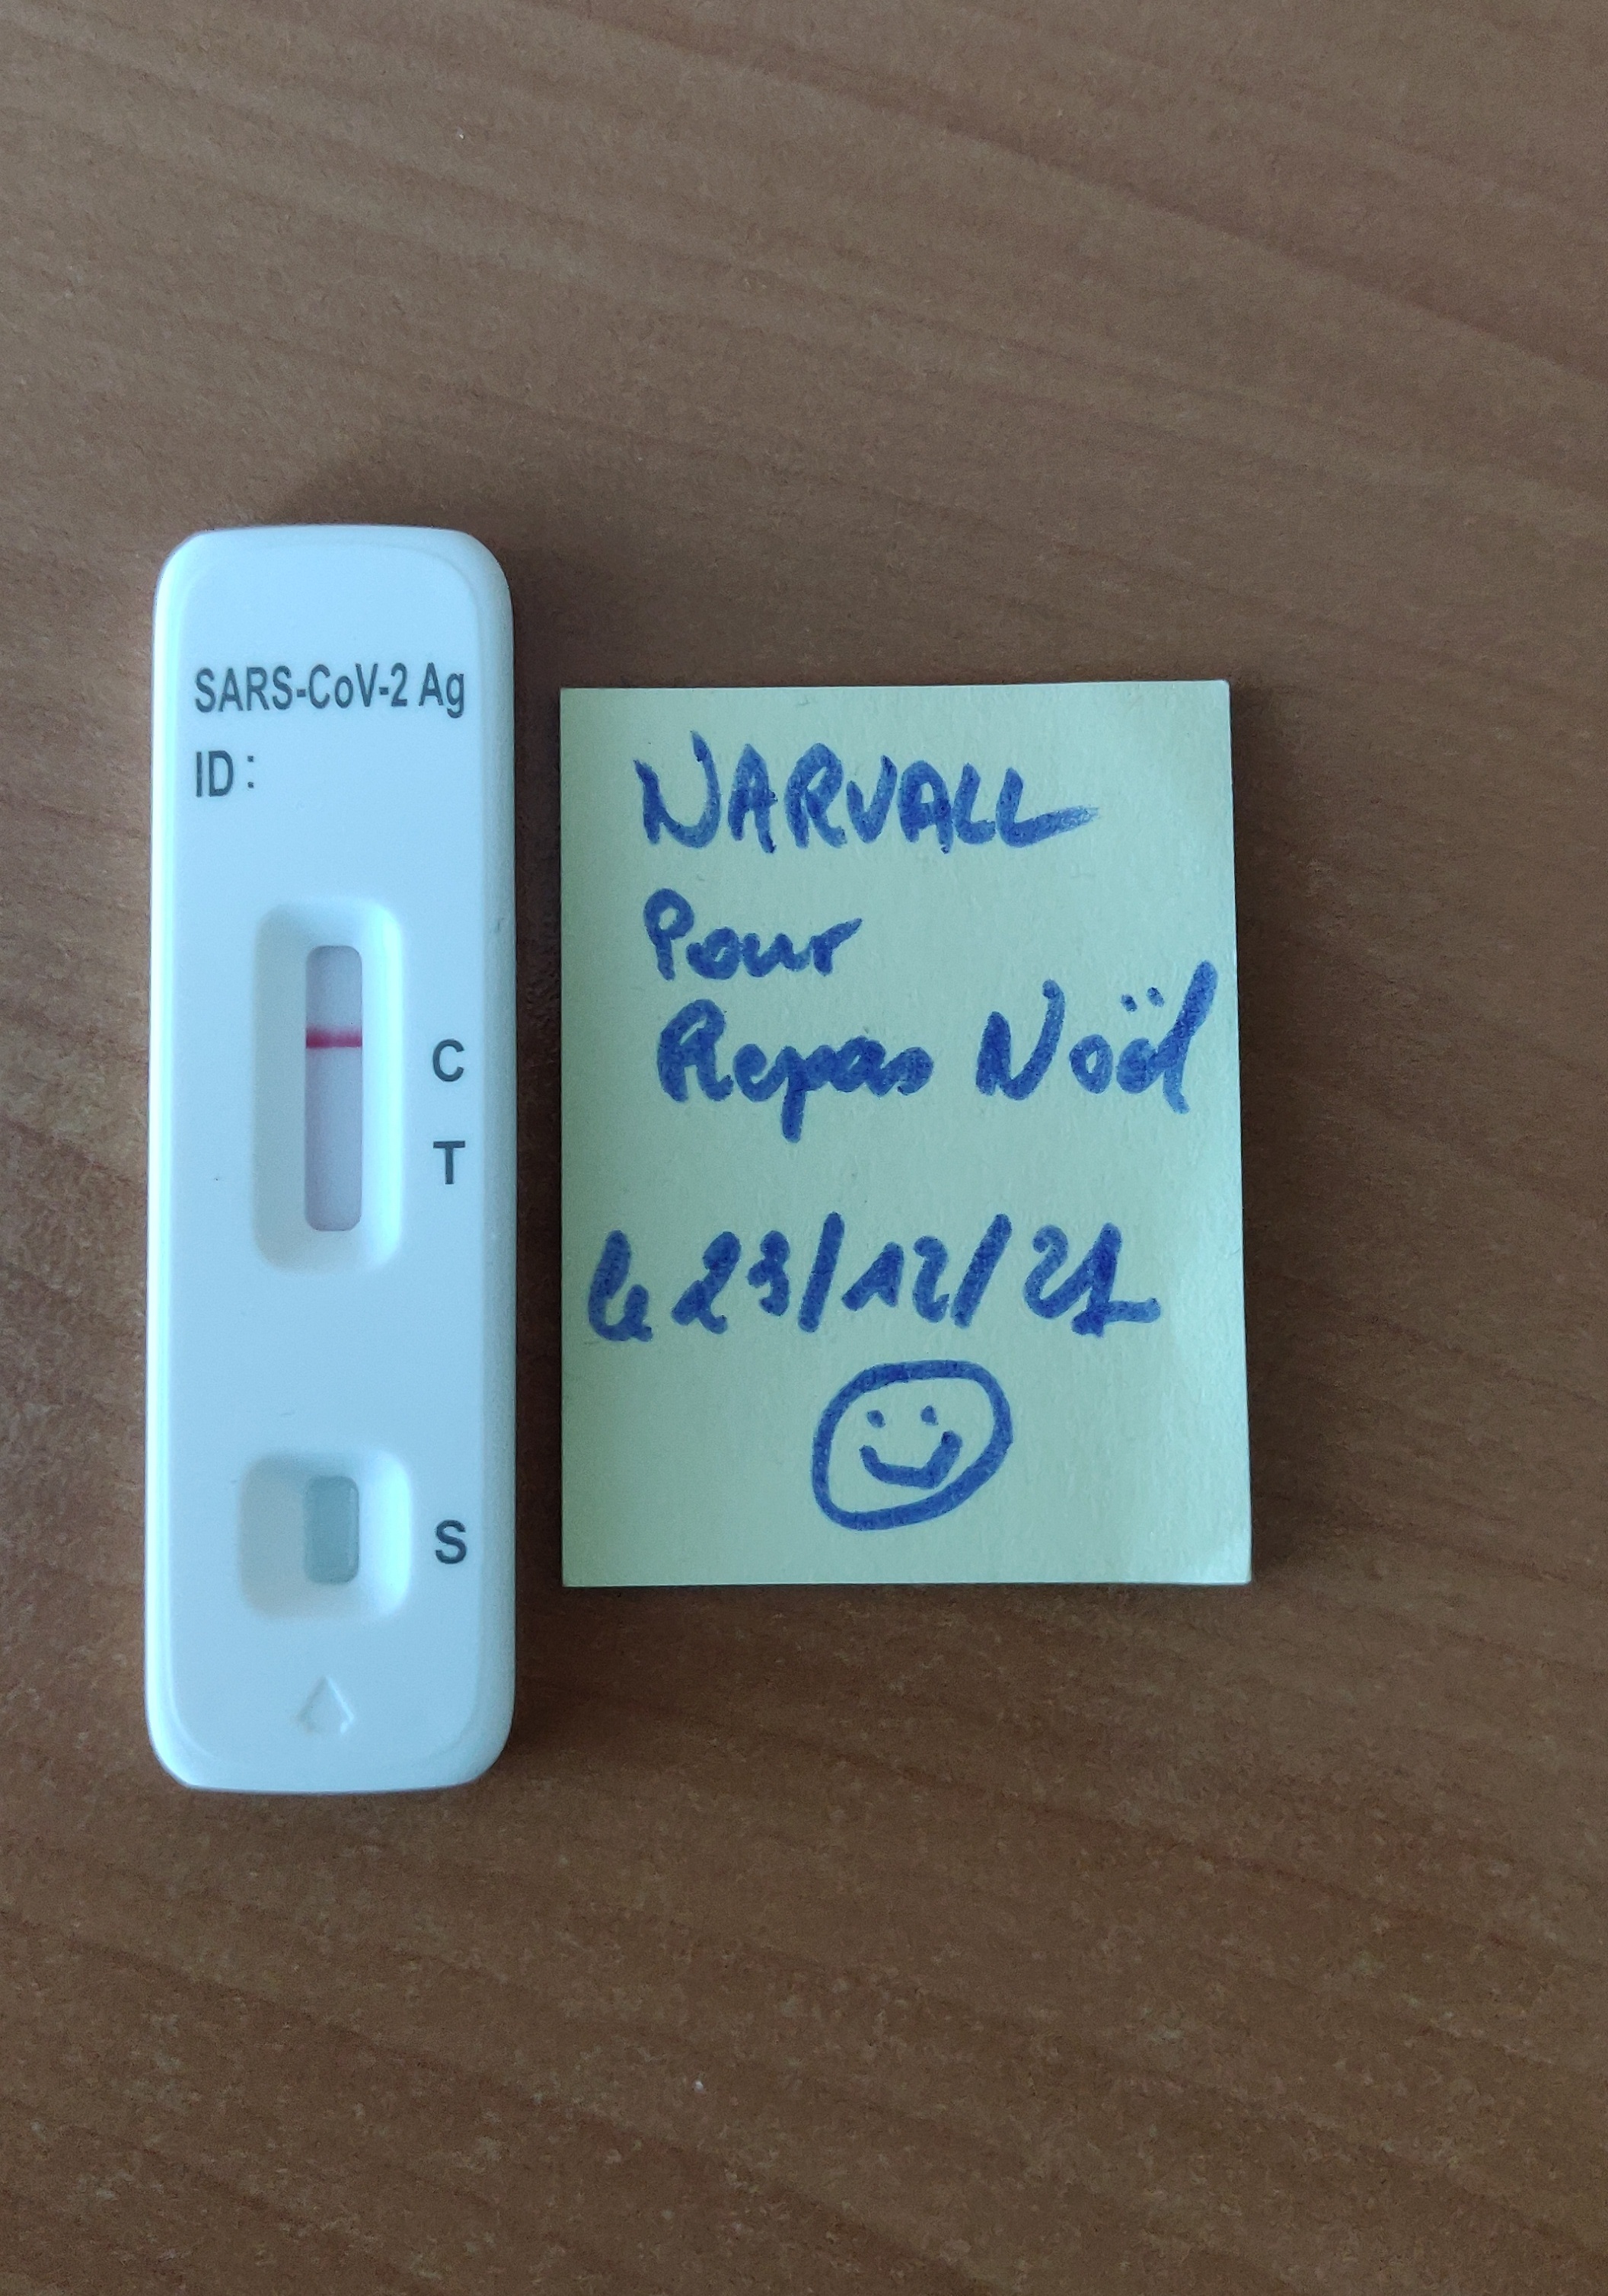 SARS-CoV-2 Ag
ID:
C
T
S
NARVALL
Pour
Repas Noël
le 23/12/21